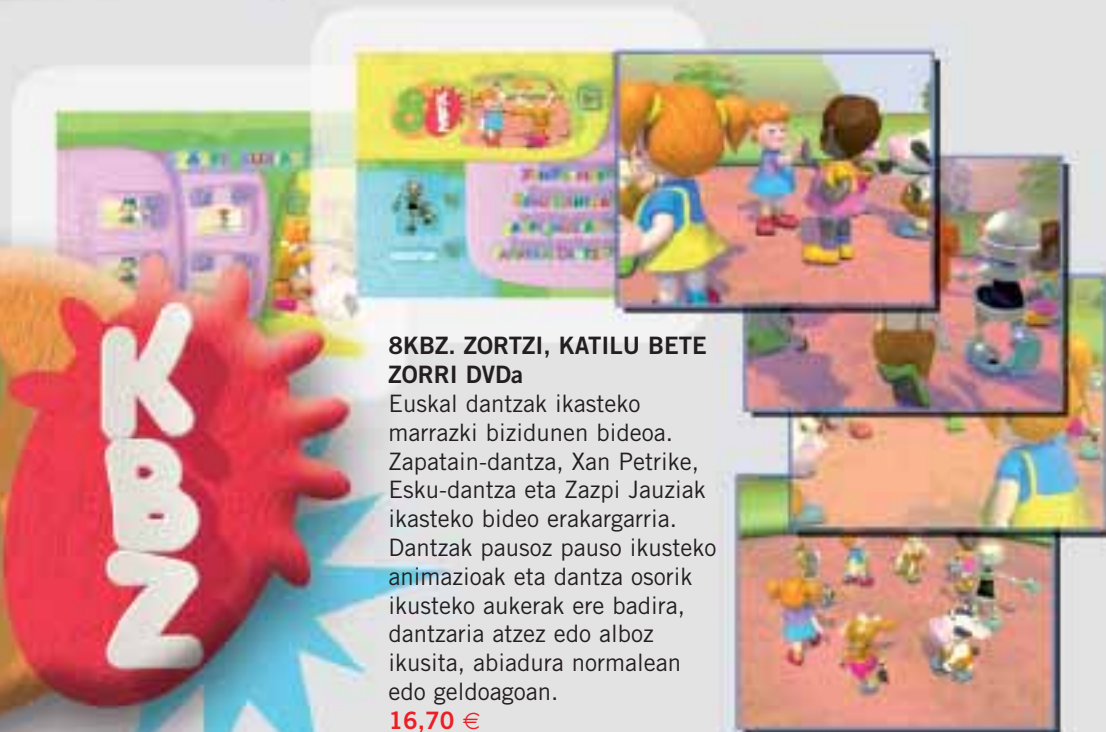 8KBZ. ZORTZI, KATILU BETE
ZORRI DVDa
Euskal dantzak ikasteko
marrazki bizidunen bideoa.
Zapatain-dantza, Xan Petrike,
Esku-dantza eta Zazpi Jauziak
ikasteko bideo erakargarria.
Dantzak pausoz pauso ikusteko
animazioak eta dantza osorik
ikusteko aukerak ere badira,
dantzaria atzez edo alboz
ikusita, abiadura normalean
edo geldoagoan.
16,70 €
KBZ